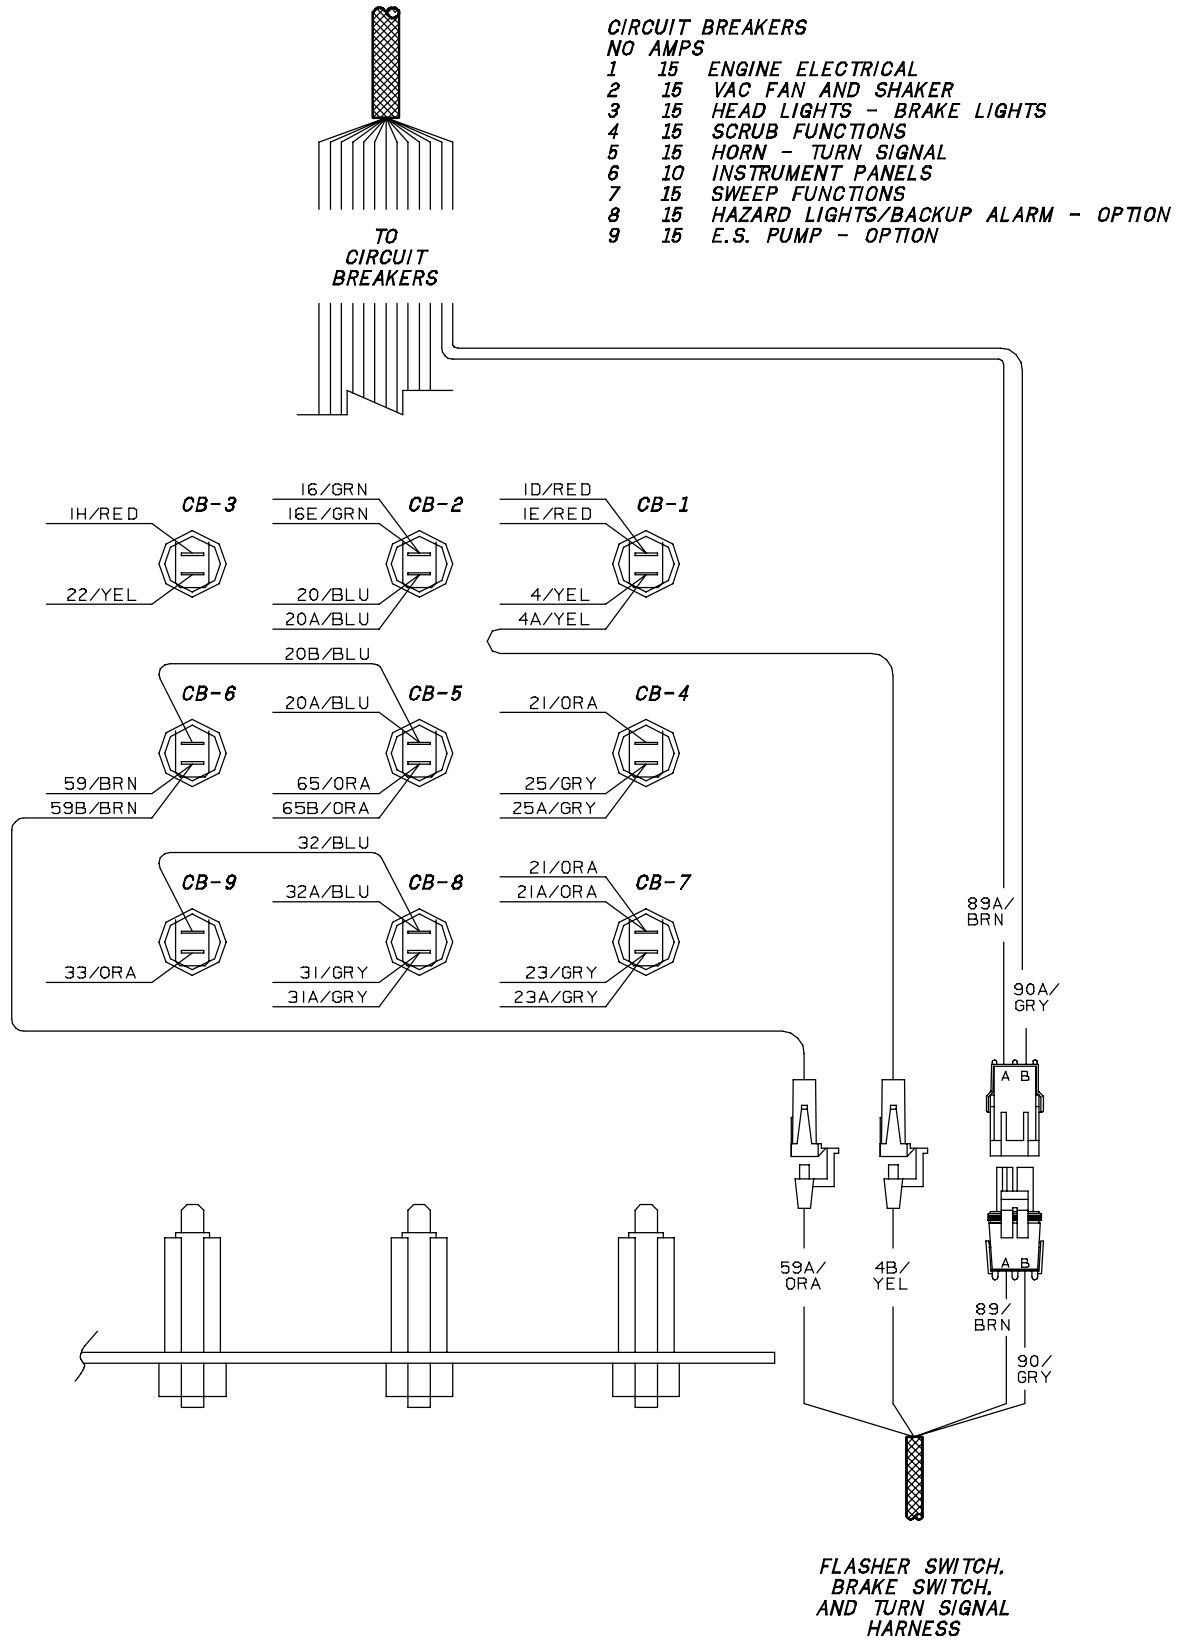 CIRCUIT BREAKERS
NO AMPS
1 15 ENGINE ELECTRICAL
2 15 VAC FAN AND SHAKER
3 15 HEAD LIGHTS - BRAKE LIGHTS
4 15 SCRUB FUNCTIONS
5 15 HORN - TURN SIGNAL
6 10 INSTRUMENT PANELS
7 15 SWEEP FUNCTIONS
8 15 HAZARD LIGHTS/BACKUP ALARM - OPTION
9 15 E.S. PUMP - OPTION
TO
CIRCUIT
BREAKERS
CB-3
1H/RED
22/YEL
CB-2
16/GRN
16E/GRN
20/BLU
20A/BLU
CB-1
1D/RED
1E/RED
4/YEL
4A/YEL
20B/BLU
CB-6
59/BRN
59B/BRN
CB-5
20A/BLU
65/ORA
65B/ORA
CB-4
21/ORA
25/GRY
25A/GRY
32/BLU
CB-9
33/ORA
CB-8
32A/BLU
31/GRY
31A/GRY
CB-7
21/ORA
21A/ORA
23/GRY
23A/GRY
89A/
BRN
90A/
GRY
A B
A B
59A/
ORA
4B/
YEL
89/
BRN
90/
GRY
FLASHER SWITCH,
BRAKE SWITCH,
AND TURN SIGNAL
HARNESS